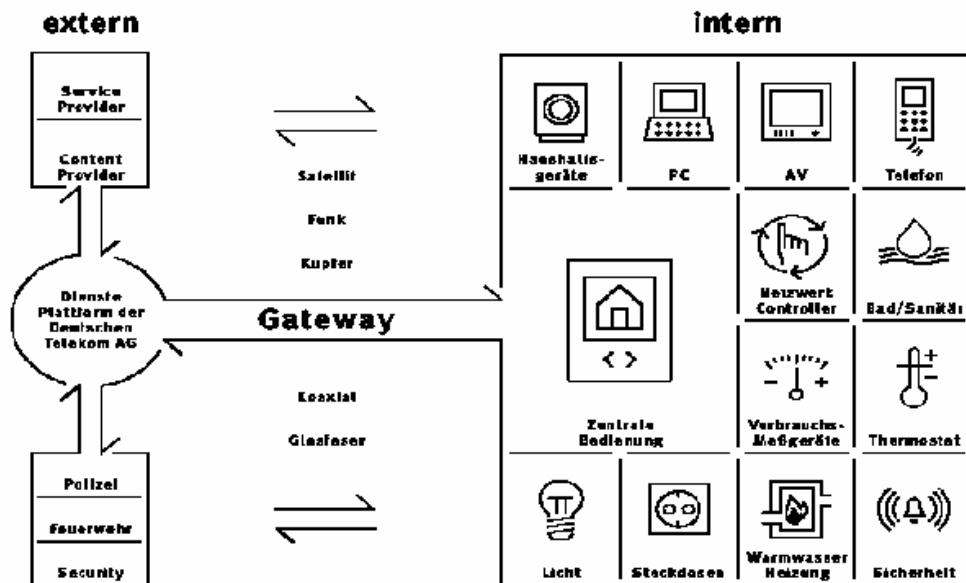 extern
intern
Service
Provider
Content
Provider
Satellit
Funk
Kupfer
Dienste
Plattform der
Deutschen
Telekom AG
Gateway
Koaxial
Glasfaser
Polizei
Feuerwehr
Security
Haushalts-
geräte
PC
AV
Telefon
Netzwerk
Controller
Bad/Sanitär
Zentrale
Bedienung
Verbrauchs-
Meßgeräte
Thermostat
Licht
Steckdosen
Warmwasser
Heizung
Sicherheit